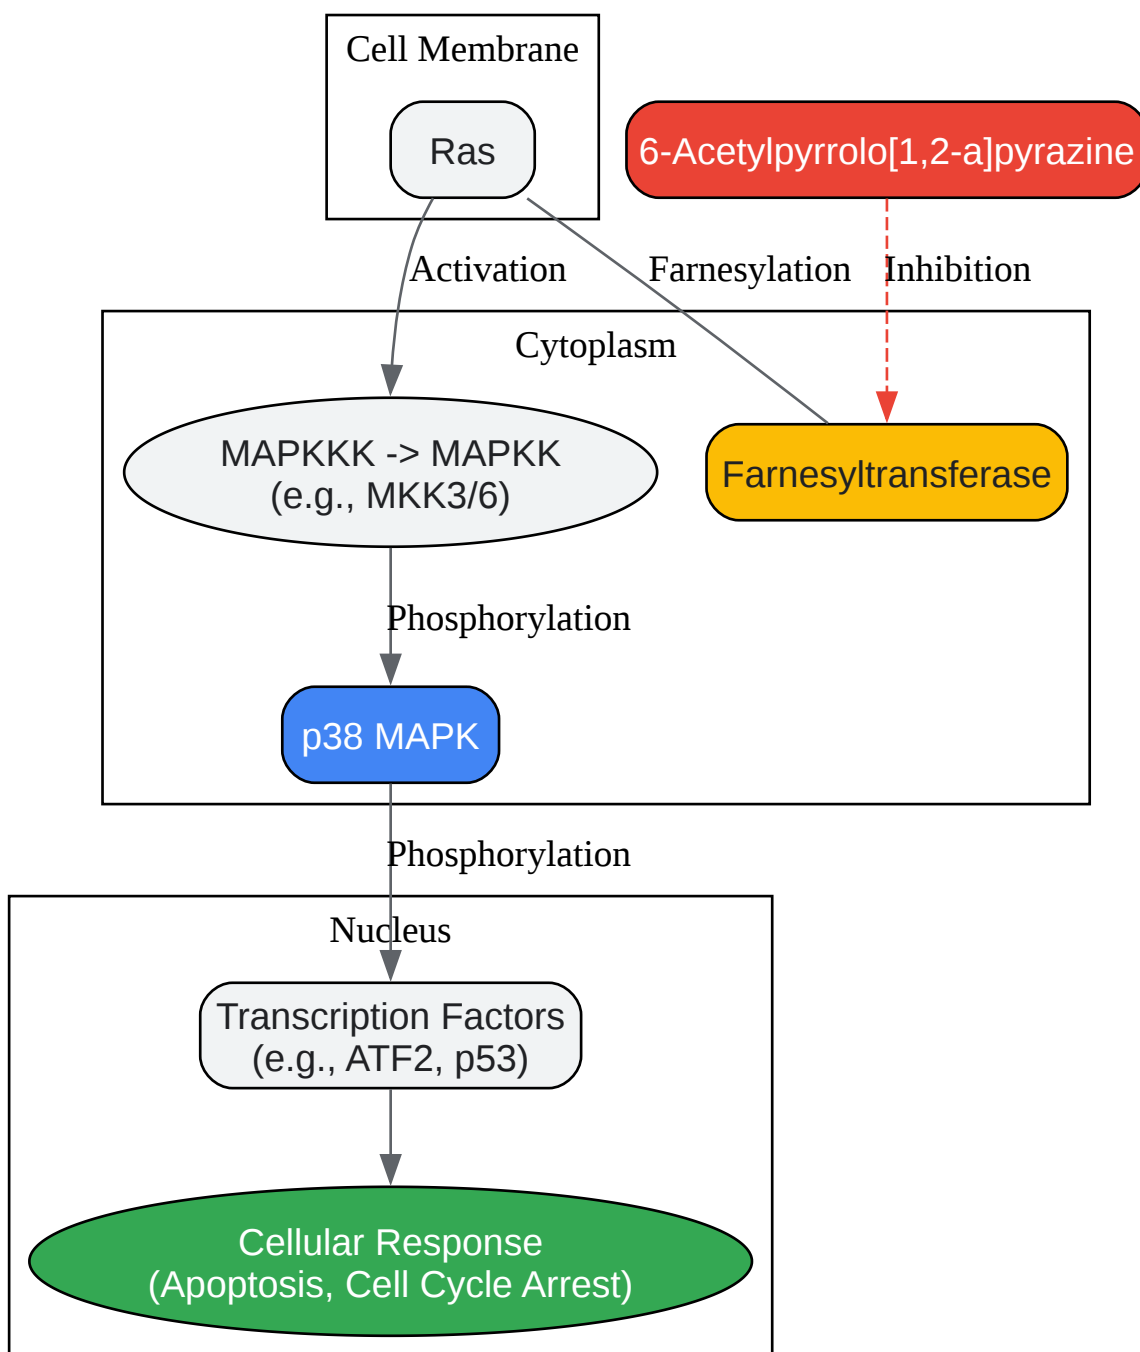 Cell Membrane
Ras
6-Acetylpyrrolo[1,2-a]pyrazine
Activation
Farnesylation
Inhibition
Cytoplasm
MAPKKK -> MAPKK
(e.g., MKK3/6)
Farnesyltransferase
Phosphorylation
p38 MAPK
Phosphorylation
Nucleus
Transcription Factors
(e.g., ATF2, p53)
Cellular Response
(Apoptosis, Cell Cycle Arrest)